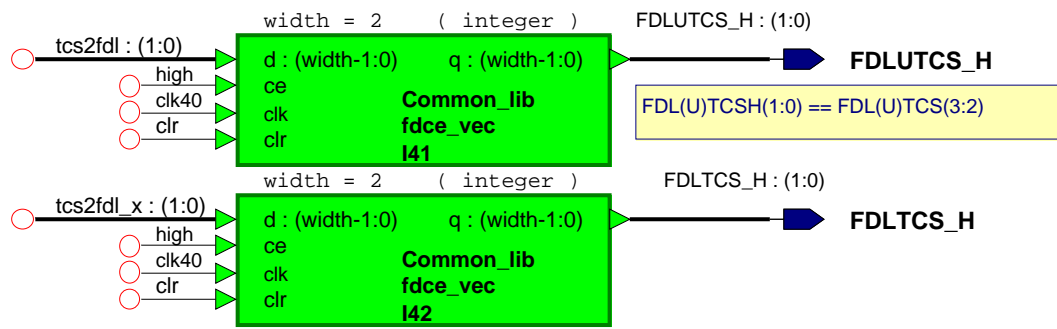 width = 2 ( integer ) FDLUTCS_H : (1:0)
tcs2fdl : (1:0) d : (width-1:0) q : (width-1:0) FDLUTCS_H
high ce
clk40 clk Common_lib FDL(U)TCSH(1:0) == FDL(U)TCS(3:2)
clr clr fdce_vec
I41
width = 2 ( integer ) FDLTCS_H : (1:0)
tcs2fdl_x : (1:0) d : (width-1:0) q : (width-1:0) FDLTCS_H
high ce
clk40 clk Common_lib
clr clr fdce_vec
I42